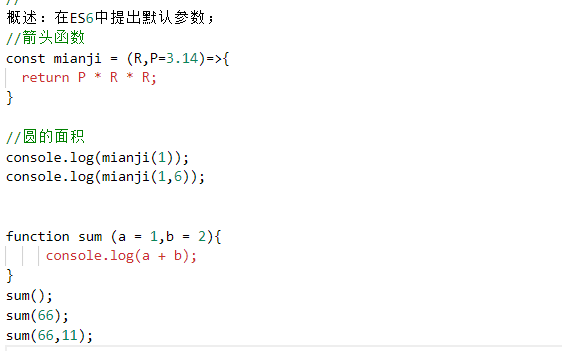 //
概述：在ES6中提出默认参数；
//箭头函数
const mianji = (R,P=3.14)=>{
return P * R * R;
}
//圆的面积
console.log(mianji(1));
console.log(mianji(1,6));
function sum (a = 1,b = 2){
console.log(a + b);
}
sum();
sum(66);
sum(66,11);